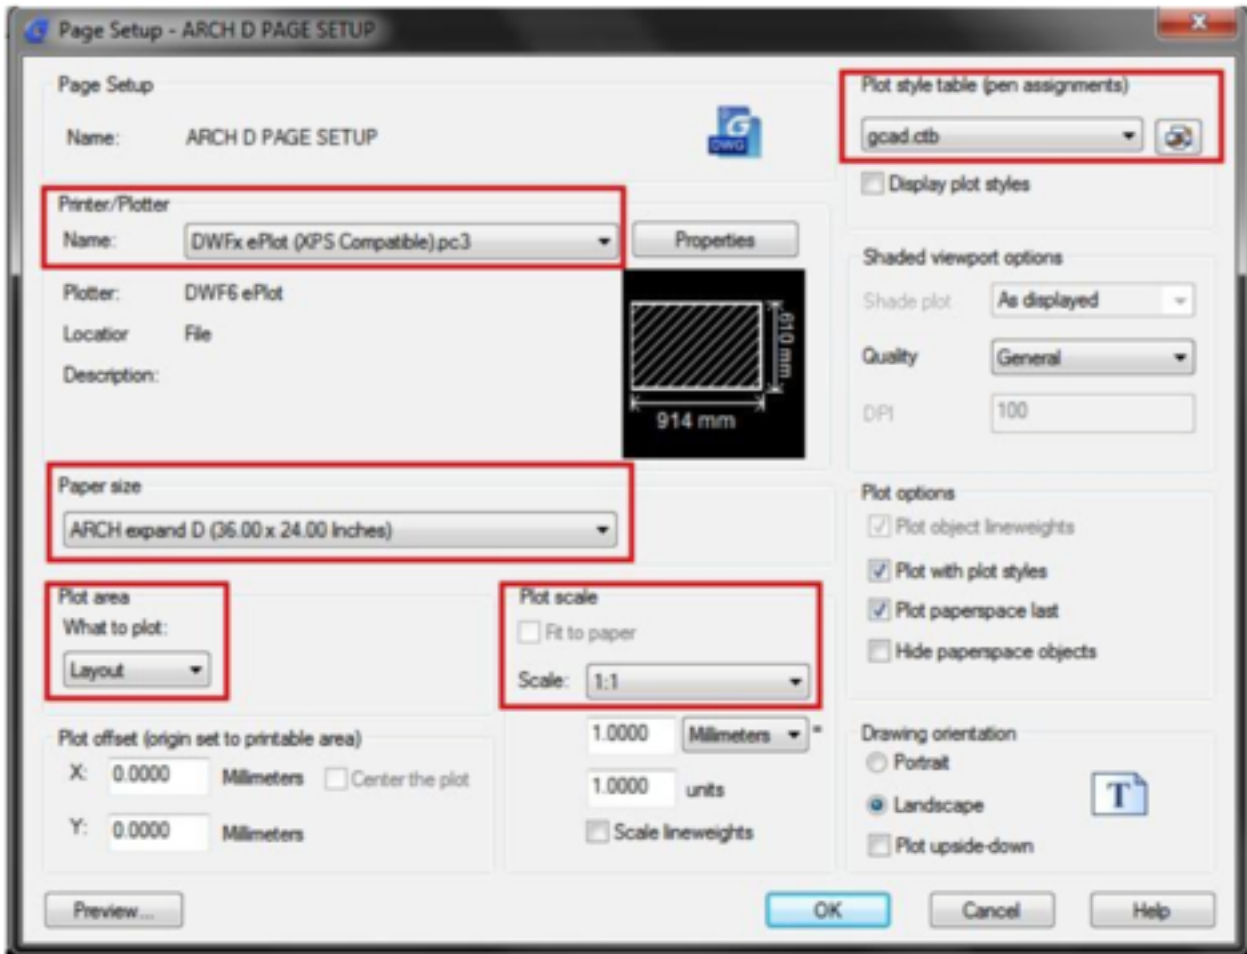 Page Setup - ARCH D PAGE SETUP
Page Setup
Name: ARCH D PAGE SETUP
G
DWG
Plot style table (pen assignments)
gcad.ctb
Display plot styles
Printer/Plotter
Name: DWFx ePlot (XPS Compatible).pc3
Properties
Plotter: DWF6 ePlot
Locatior File
Description:
610 mm
914 mm
Shaded viewport options
Shade plot As displayed
Quality General
DPI 100
Paper size
ARCH expand D (36.00 x 24.00 Inches)
Plot options
Plot object lineweights
Plot with plot styles
Plot paperspace last
Hide paperspace objects
Plot area
What to plot:
Layout
Plot scale
Fit to paper
Scale: 1:1
1.0000 Millimeters =
1.0000 units
Scale lineweights
Plot offset (origin set to printable area)
X: 0.0000 Millimeters Center the plot
Y: 0.0000 Millimeters
Drawing orientation
Portrait
Landscape
Plot upside-down
T
Preview...
OK
Cancel
Help